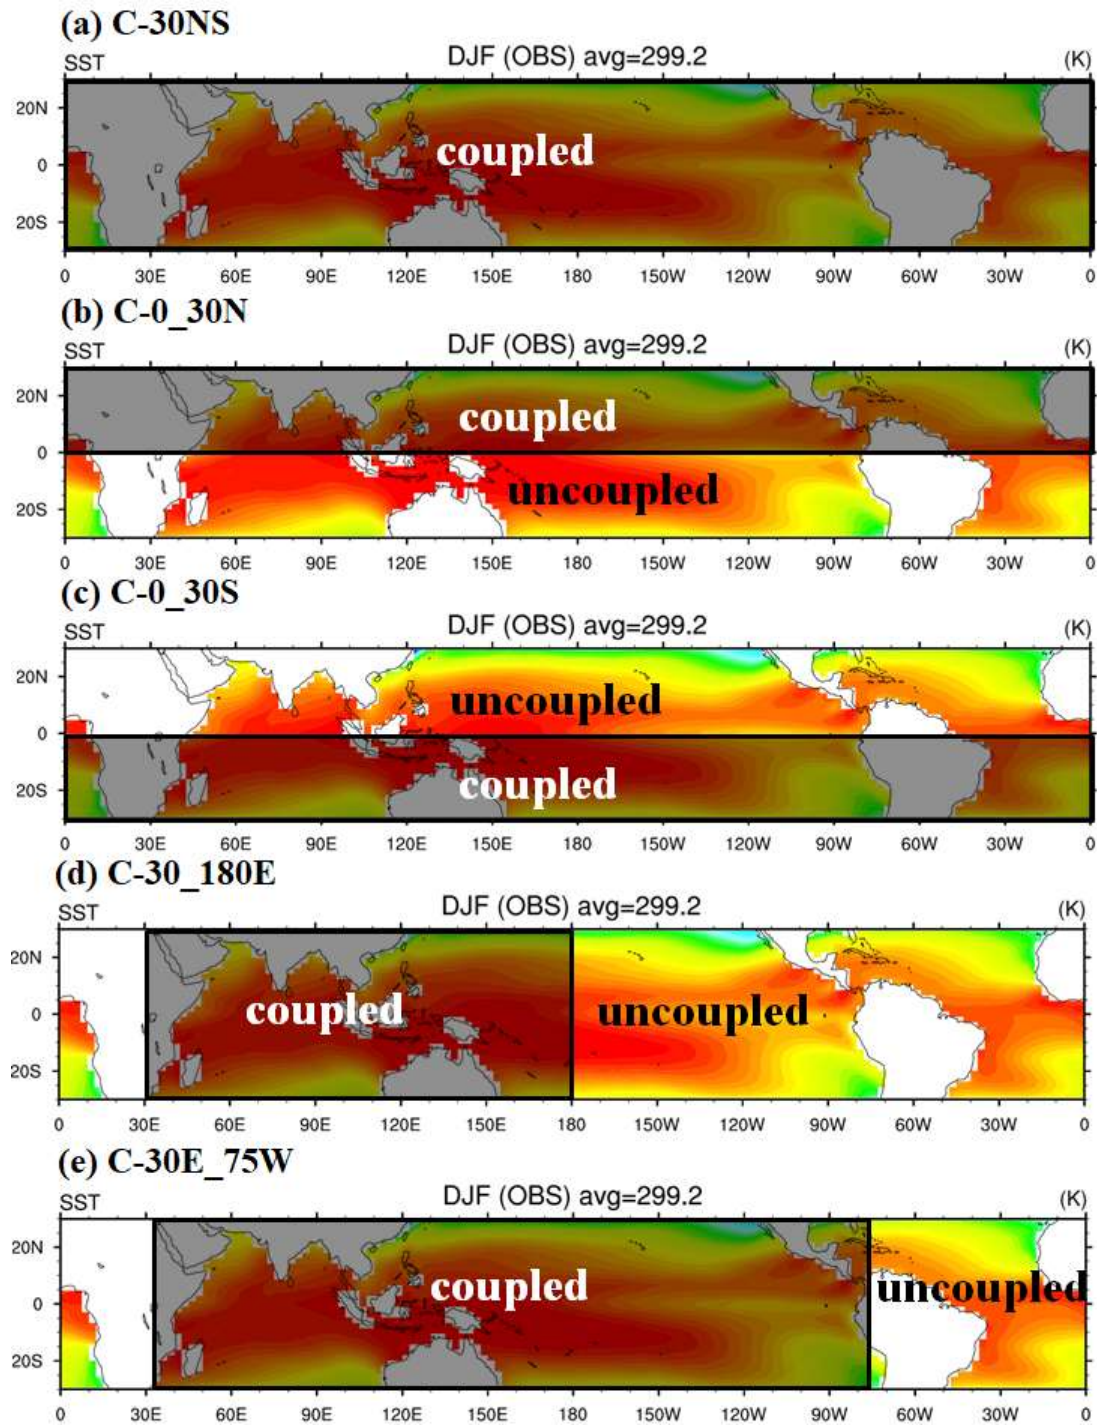 (a) C-30NS
SST DJF (OBS) avg=299.2 (K)
20N
coupled
0
20S
0 30E 60E 90E 120E 150E 180 150W 120W 90W 60W 30W 0
(b) C-0_30N
SST DJF (OBS) avg=299.2 (K)
20N
coupled
0
uncoupled
20S
0 30E 60E 90E 120E 150E 180 150W 120W 90W 60W 30W 0
(c) C-0_30S
SST DJF (OBS) avg=299.2 (K)
20N
uncoupled
0
coupled
20S
0 30E 60E 90E 120E 150E 180 150W 120W 90W 60W 30W 0
(d) C-30_180E
SST DJF (OBS) avg=299.2 (K)
20N
0 coupled uncoupled
20S
0 30E 60E 90E 120E 150E 180 150W 120W 90W 60W 30W 0
(e) C-30E_75W
SST DJF (OBS) avg=299.2 (K)
20N
coupled uncoupled
0
20S
0 30E 60E 90E 120E 150E 180 150W 120W 90W 60W 30W 0